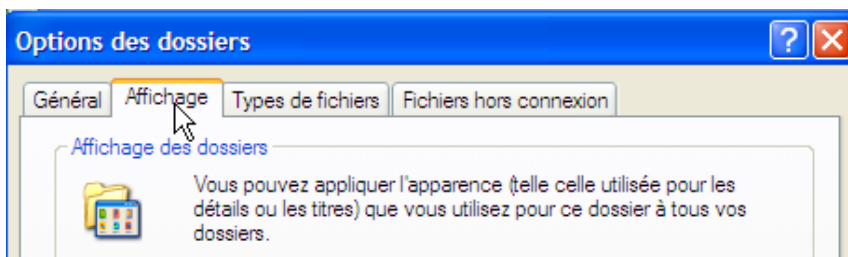 Options des dossiers
Général Affichage Types de fichiers Fichiers hors connexion
Affichage des dossiers
Vous pouvez appliquer l'apparence (telle celle utilisée pour les
détails ou les titres) que vous utilisez pour ce dossier à tous vos
dossiers.